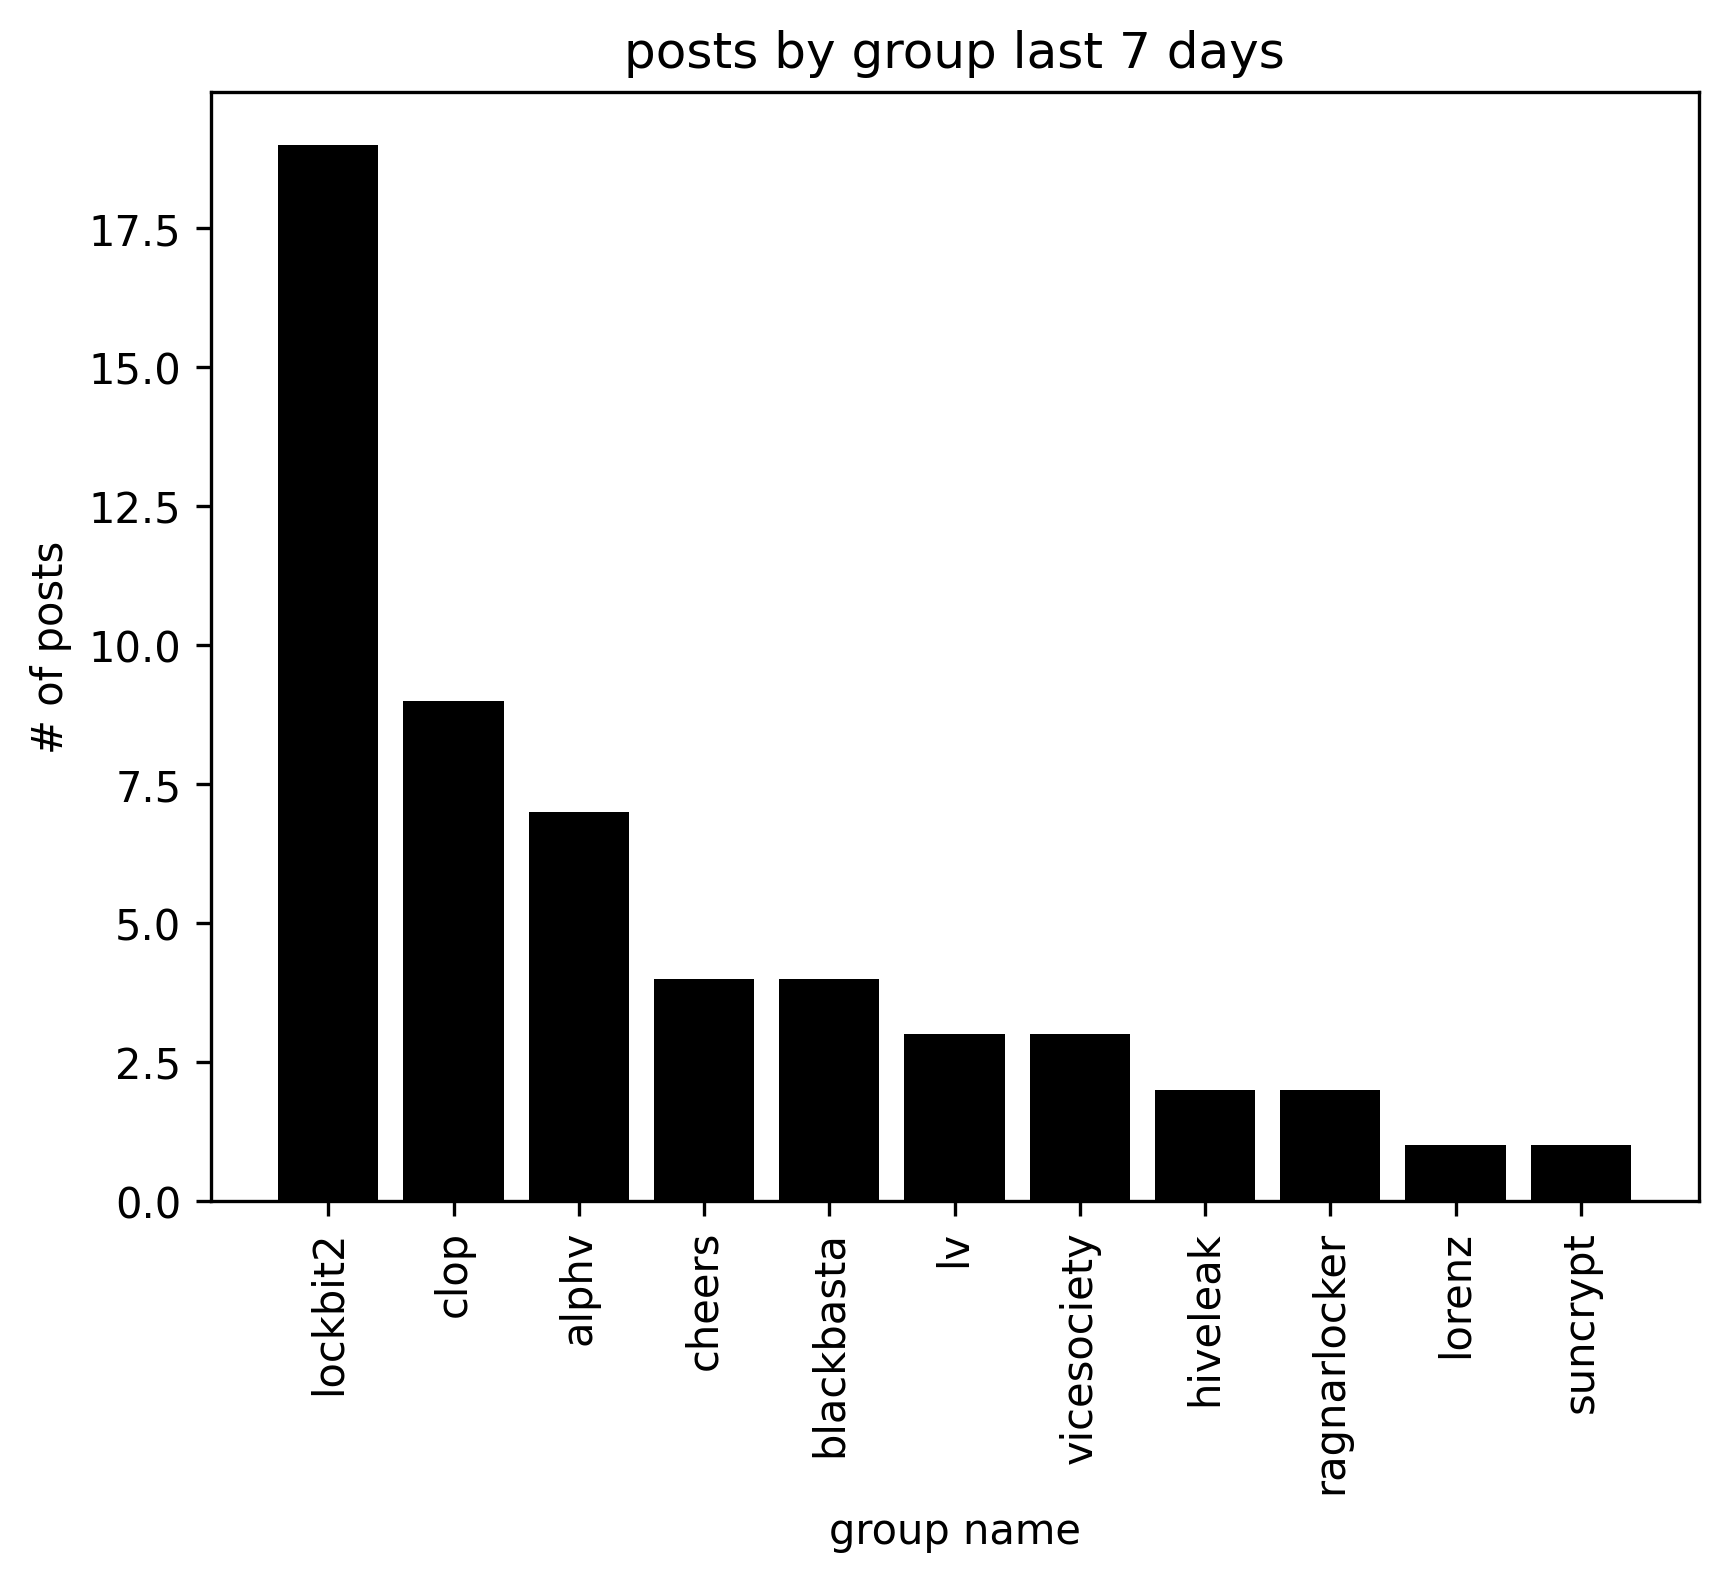 posts by group last 7 days
# of posts
17.5
15.0
12.5
10.0
7.5
5.0
2.5
0.0
lockbit2
clop
alphv
cheers
blackbasta
lv
vicesociety
hiveleak
ragnarlocker
lorenz
suncrypt
group name